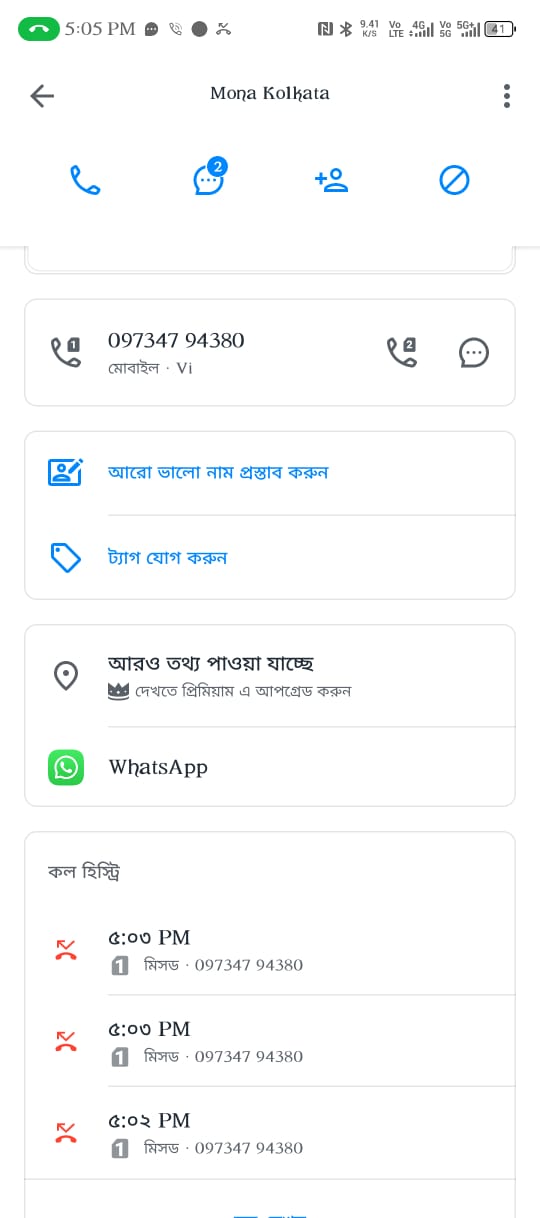 5:05 PM 9.41 K/S Vo LTE 4G Vo 5G 5G+ 41
Mona Kolkata
2
1 097347 94380 2
মোবাইল · Vi
আরো ভালো নাম প্রস্তাব করুন
ট্যাগ যোগ করুন
আরও তথ্য পাওয়া যাচ্ছে
দেখতে প্রিমিয়াম এ আপগ্রেড করুন
WhatsApp
কল হিস্ট্রি
৫:০৩ PM
1 মিসড · 097347 94380
৫:০৩ PM
1 মিসড · 097347 94380
৫:০২ PM
1 মিসড · 097347 94380